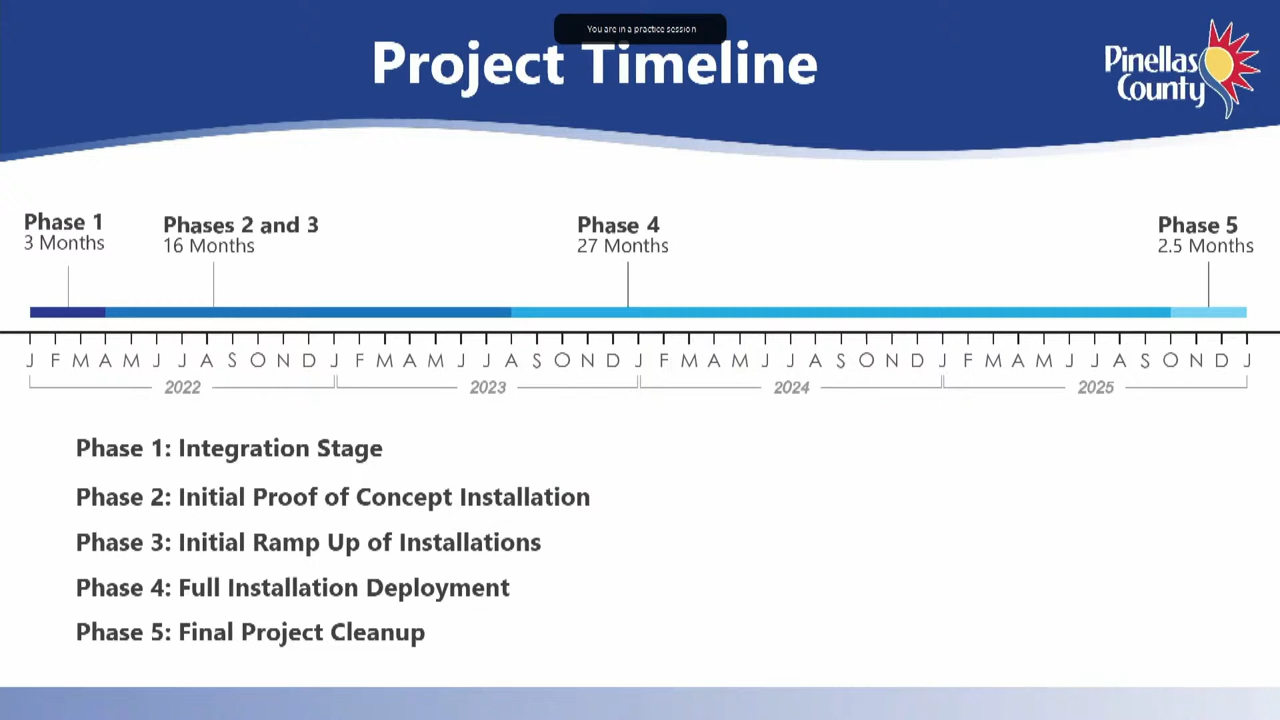 You are in a practice session
Project Timeline
Pinellas
County
Phase 1
3 Months
Phases 2 and 3
16 Months
Phase 4
27 Months
Phase 5
2.5 Months
J F M A M J J A S O N D J F M A M J J A S O N D J F M A M J J A S O N D J F M A M J J A S O N D J
2022 2023 2024 2025
Phase 1: Integration Stage
Phase 2: Initial Proof of Concept Installation
Phase 3: Initial Ramp Up of Installations
Phase 4: Full Installation Deployment
Phase 5: Final Project Cleanup